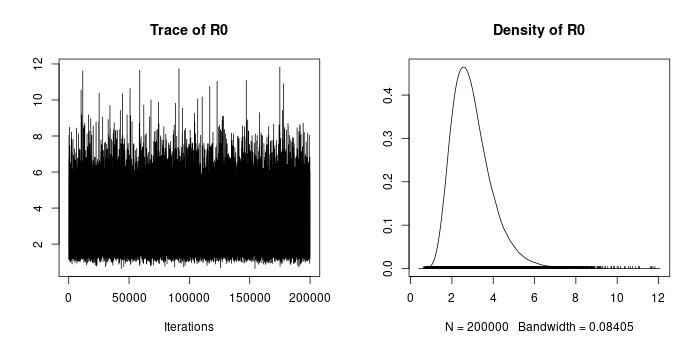 Trace of R0
12
10
8
6
4
2
0 50000 100000 150000 200000
Iterations
Density of R0
0.4
0.3
0.2
0.1
0.0
0 2 4 6 8 10 12
N = 200000 Bandwidth = 0.08405